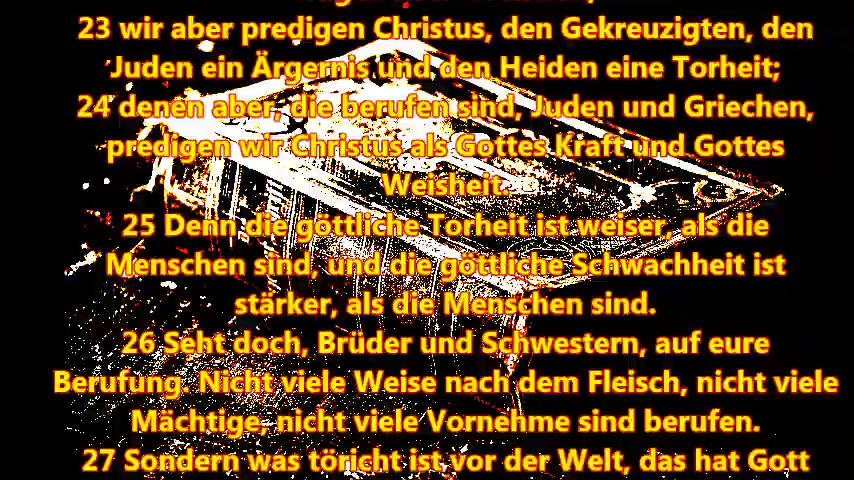 23 wir aber predigen Christus, den Gekreuzigten, den
Juden ein Ärgernis und den Heiden eine Torheit;
24 denen aber, die berufen sind, Juden und Griechen,
predigen wir Christus als Gottes Kraft und Gottes
Weisheit.
25 Denn die göttliche Torheit ist weiser, als die
Menschen sind, und die göttliche Schwachheit ist
stärker, als die Menschen sind.
26 Seht doch, Brüder und Schwestern, auf eure
Berufung. Nicht viele Weise nach dem Fleisch, nicht viele
Mächtige, nicht viele Vornehme sind berufen.
27 Sondern was töricht ist vor der Welt, das hat Gott